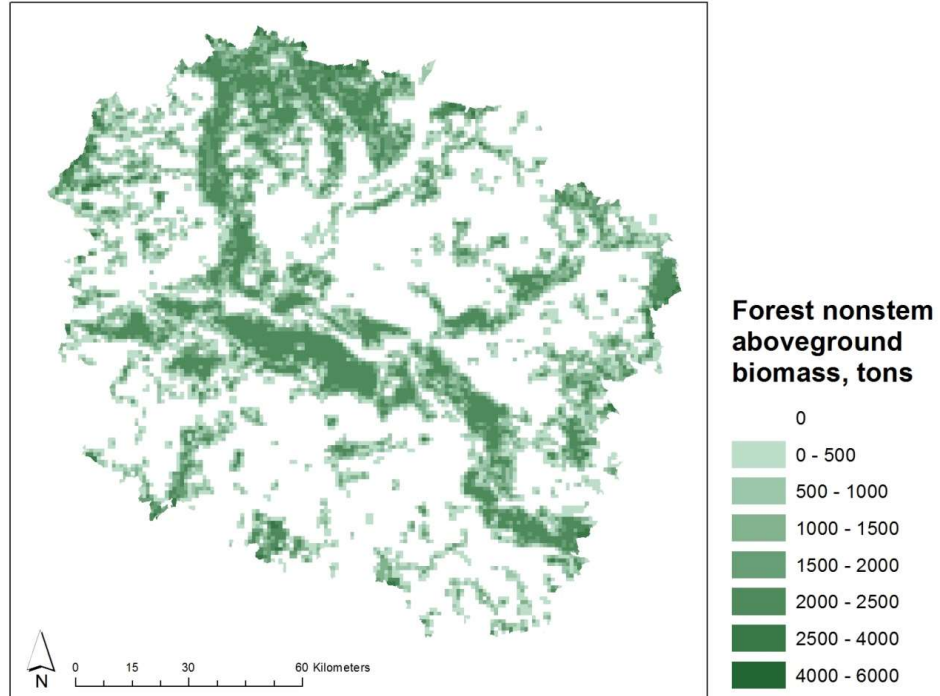 Forest nonstem
aboveground
biomass, tons
0
0 - 500
500 - 1000
1000 - 1500
1500 - 2000
2000 - 2500
2500 - 4000
4000 - 6000
N
0 15 30 60 Kilometers